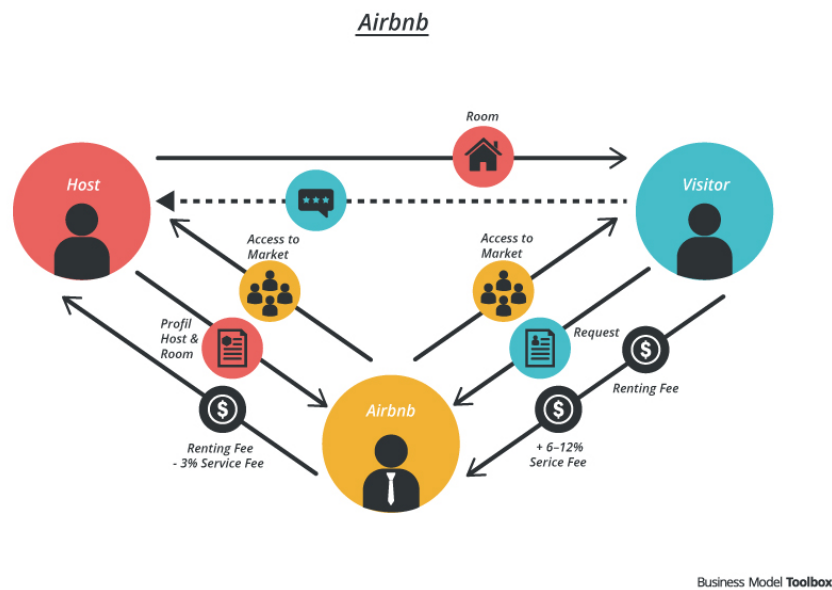 Airbnb
Room
Host
Visitor
Access to
Market
Access to
Market
Profil
Host &
Room
Request
Renting Fee
Airbnb
Renting Fee
- 3% Service Fee
+ 6–12%
Serice Fee
$
$
$
Business Model Toolbox